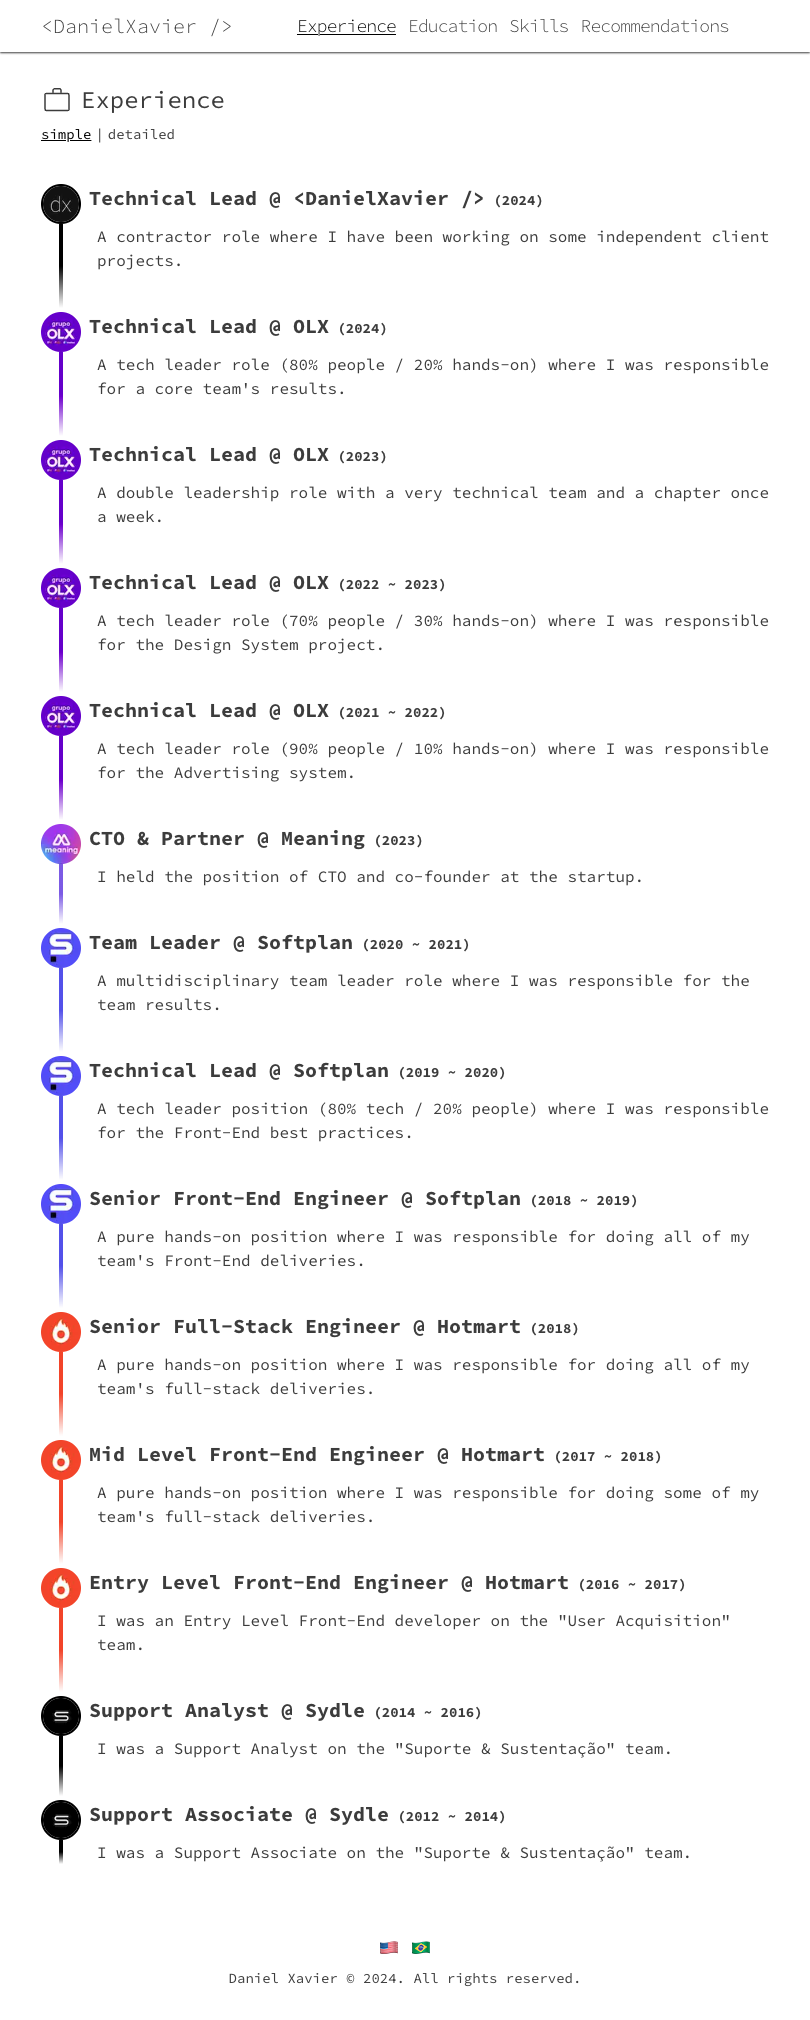 <DanielXavier />
Experience Education Skills Recommendations
Experience
simple | detailed
dx
Technical Lead @ <DanielXavier /> (2024)
A contractor role where I have been working on some independent client
projects.
grupo
OLX
Technical Lead @ OLX (2024)
A tech leader role (80% people / 20% hands-on) where I was responsible
for a core team's results.
grupo
OLX
Technical Lead @ OLX (2023)
A double leadership role with a very technical team and a chapter once
a week.
grupo
OLX
Technical Lead @ OLX (2022 ~ 2023)
A tech leader role (70% people / 30% hands-on) where I was responsible
for the Design System project.
grupo
OLX
Technical Lead @ OLX (2021 ~ 2022)
A tech leader role (90% people / 10% hands-on) where I was responsible
for the Advertising system.
meaning
CTO & Partner @ Meaning (2023)
I held the position of CTO and co-founder at the startup.
Team Leader @ Softplan (2020 ~ 2021)
A multidisciplinary team leader role where I was responsible for the
team results.
Technical Lead @ Softplan (2019 ~ 2020)
A tech leader position (80% tech / 20% people) where I was responsible
for the Front-End best practices.
Senior Front-End Engineer @ Softplan (2018 ~ 2019)
A pure hands-on position where I was responsible for doing all of my
team's Front-End deliveries.
Senior Full-Stack Engineer @ Hotmart (2018)
A pure hands-on position where I was responsible for doing all of my
team's full-stack deliveries.
Mid Level Front-End Engineer @ Hotmart (2017 ~ 2018)
A pure hands-on position where I was responsible for doing some of my
team's full-stack deliveries.
Entry Level Front-End Engineer @ Hotmart (2016 ~ 2017)
I was an Entry Level Front-End developer on the "User Acquisition"
team.
Support Analyst @ Sydle (2014 ~ 2016)
I was a Support Analyst on the "Suporte & Sustentação" team.
Support Associate @ Sydle (2012 ~ 2014)
I was a Support Associate on the "Suporte & Sustentação" team.
Daniel Xavier © 2024. All rights reserved.